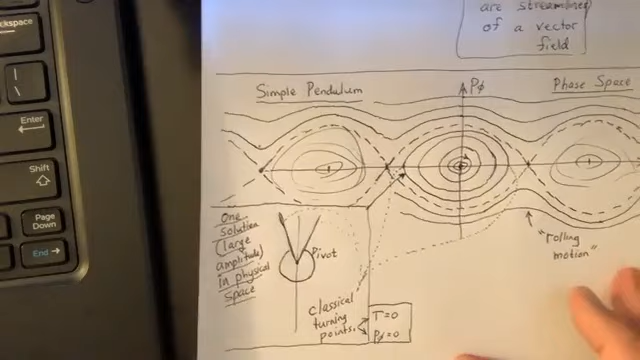 are streamlines
of a vector
field
Simple Pendulum
Pφ
Phase Space
One
solution
(large
amplitude)
in physical
space
Pivot
"rolling
motion"
classical
turning
points.
T=0
Pφ=0
Enter
Shift
Page
Down
End